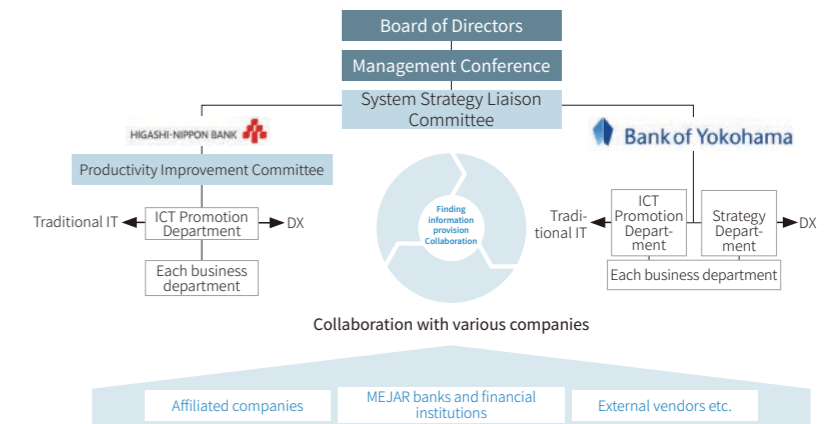 Board of Directors
Management Conference
System Strategy Liaison
Committee
HIGASHI-NIPPON BANK
Bank of Yokohama
Productivity Improvement Committee
Traditional IT
ICT Promotion
Department
DX
Each business
department
Finding
information
provision
Collaboration
Tradi-
tional IT
ICT
Promotion
Depart-
ment
Strategy
Depart-
ment
DX
Each business department
Collaboration with various companies
Affiliated companies
MEJAR banks and financial
institutions
External vendors etc.